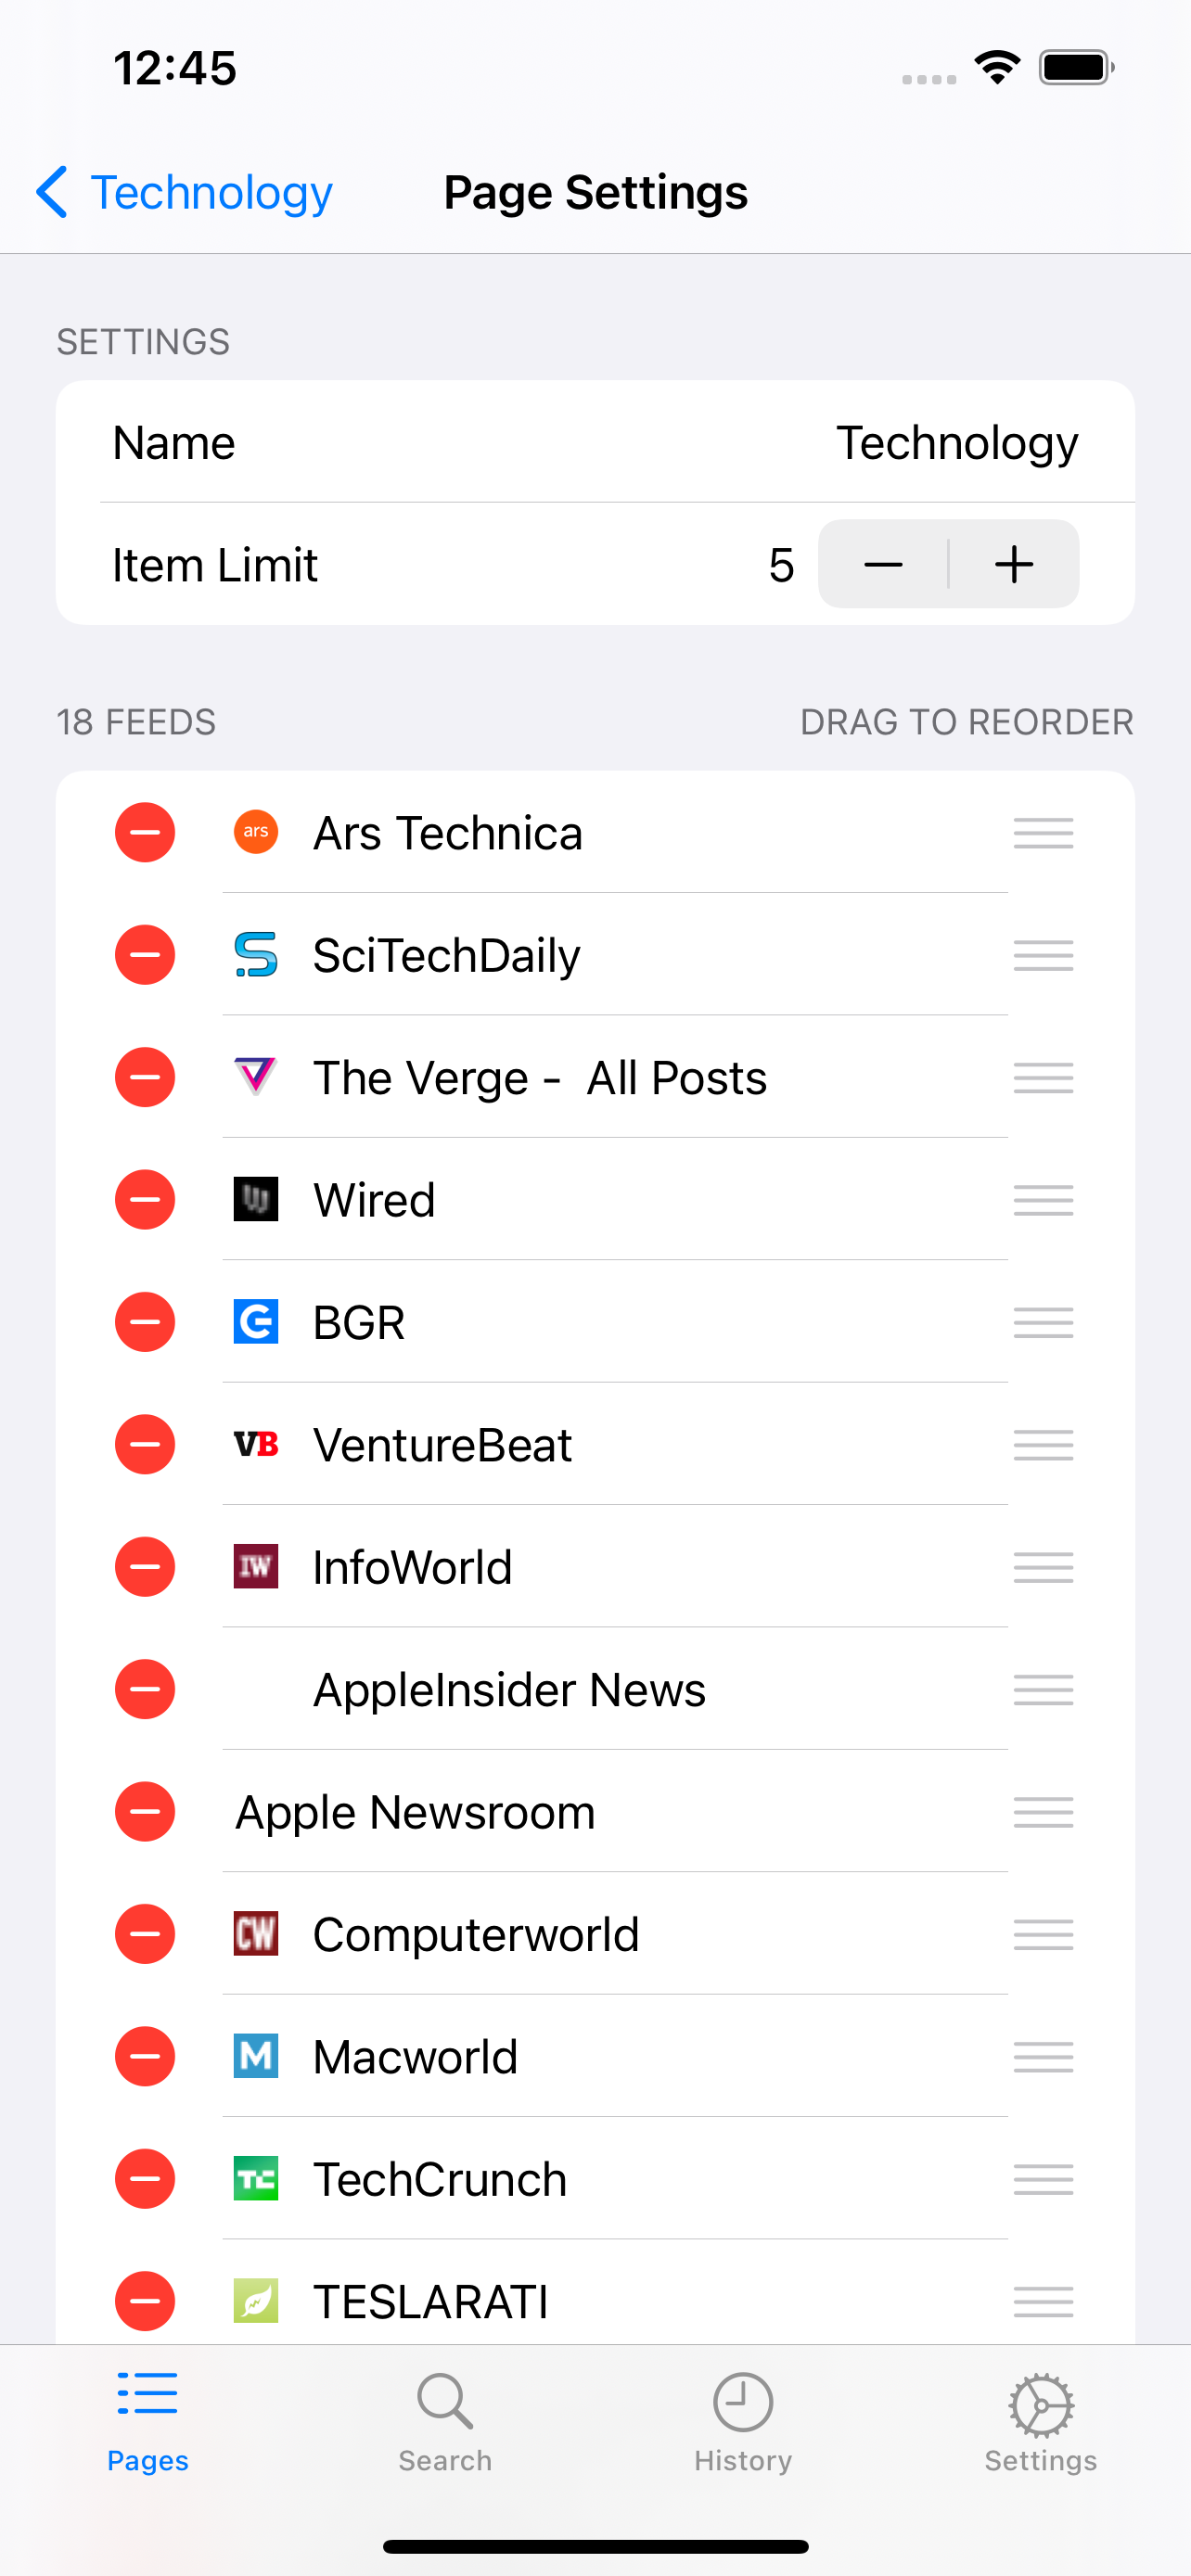 12:45
Technology Page Settings
SETTINGS
Name Technology
Item Limit 5
18 FEEDS DRAG TO REORDER
ars Ars Technica
SciTechDaily
The Verge -  All Posts
Wired
BGR
VB VentureBeat
IW InfoWorld
AppleInsider News
Apple Newsroom
CW Computerworld
M Macworld
TC TechCrunch
TESLARATI
Pages Search History Settings